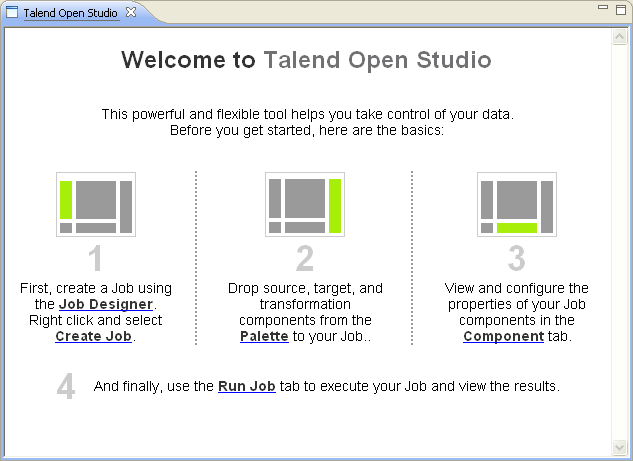 Talend Open Studio
Welcome to Talend Open Studio
This powerful and flexible tool helps you take control of your data.
Before you get started, here are the basics:
1
First, create a Job using
the Job Designer.
Right click and select
Create Job.
2
Drop source, target, and
transformation
components from the
Palette to your Job..
3
View and configure the
properties of your Job
components in the
Component tab.
4 And finally, use the Run Job tab to execute your Job and view the results.